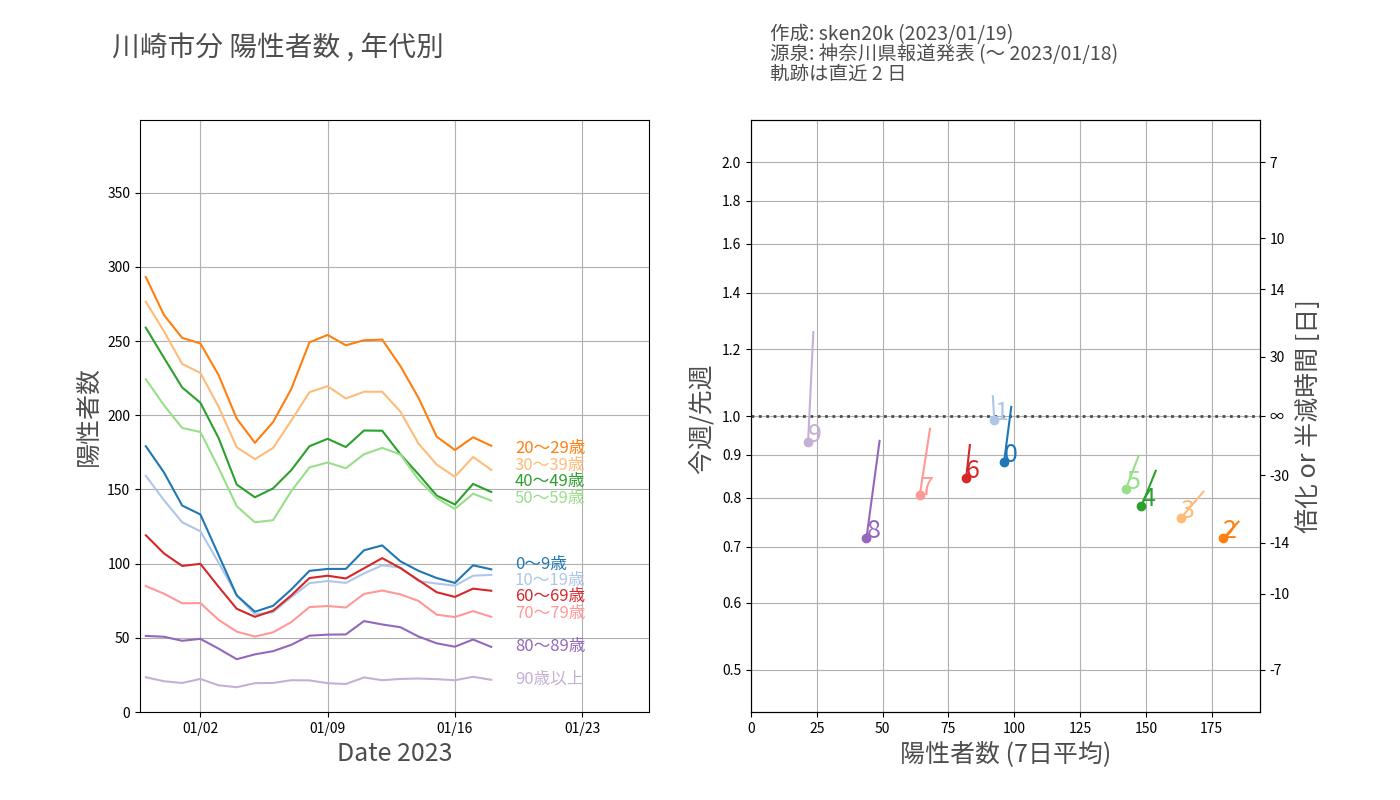 川崎市分 陽性者数 , 年代別
作成: sken20k (2023/01/19)
源泉: 神奈川県報道発表 (～ 2023/01/18)
軌跡は直近 2 日
陽性者数
350
300
250
200
150
100
50
0
20～29歳
30～39歳
40～49歳
50～59歳
0～9歳
10～19歳
60～69歳
70～79歳
80～89歳
90歳以上
01/02
01/09
01/16
01/23
Date 2023
今週/先週
2.0
1.8
1.6
1.4
1.2
1.0
0.9
0.8
0.7
0.6
0.5
9
8
7
6
1
0
5
4
3
2
7
10
14
30
∞
-30
-14
-10
-7
倍化 or 半減時間 [日]
0
25
50
75
100
125
150
175
陽性者数 (7日平均)